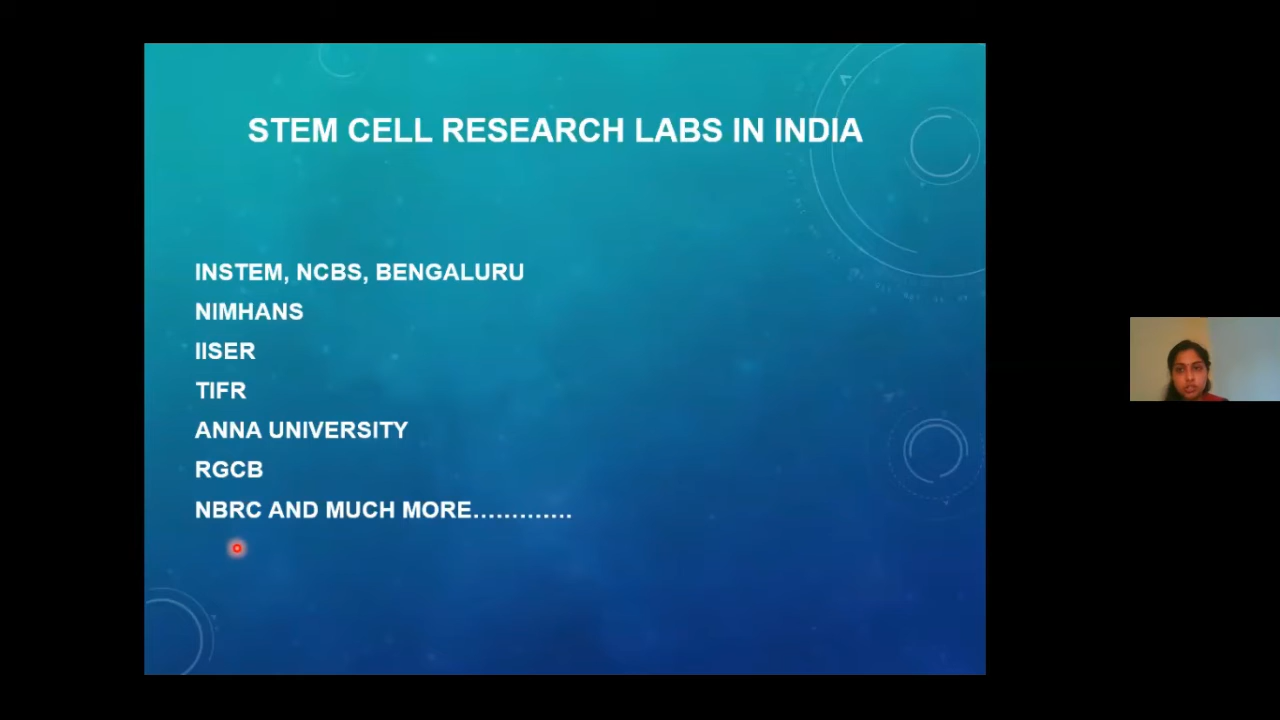 STEM CELL RESEARCH LABS IN INDIA
INSTEM, NCBS, BENGALURU
NIMHANS
IISER
TIFR
ANNA UNIVERSITY
RGCB
NBRC AND MUCH MORE.............